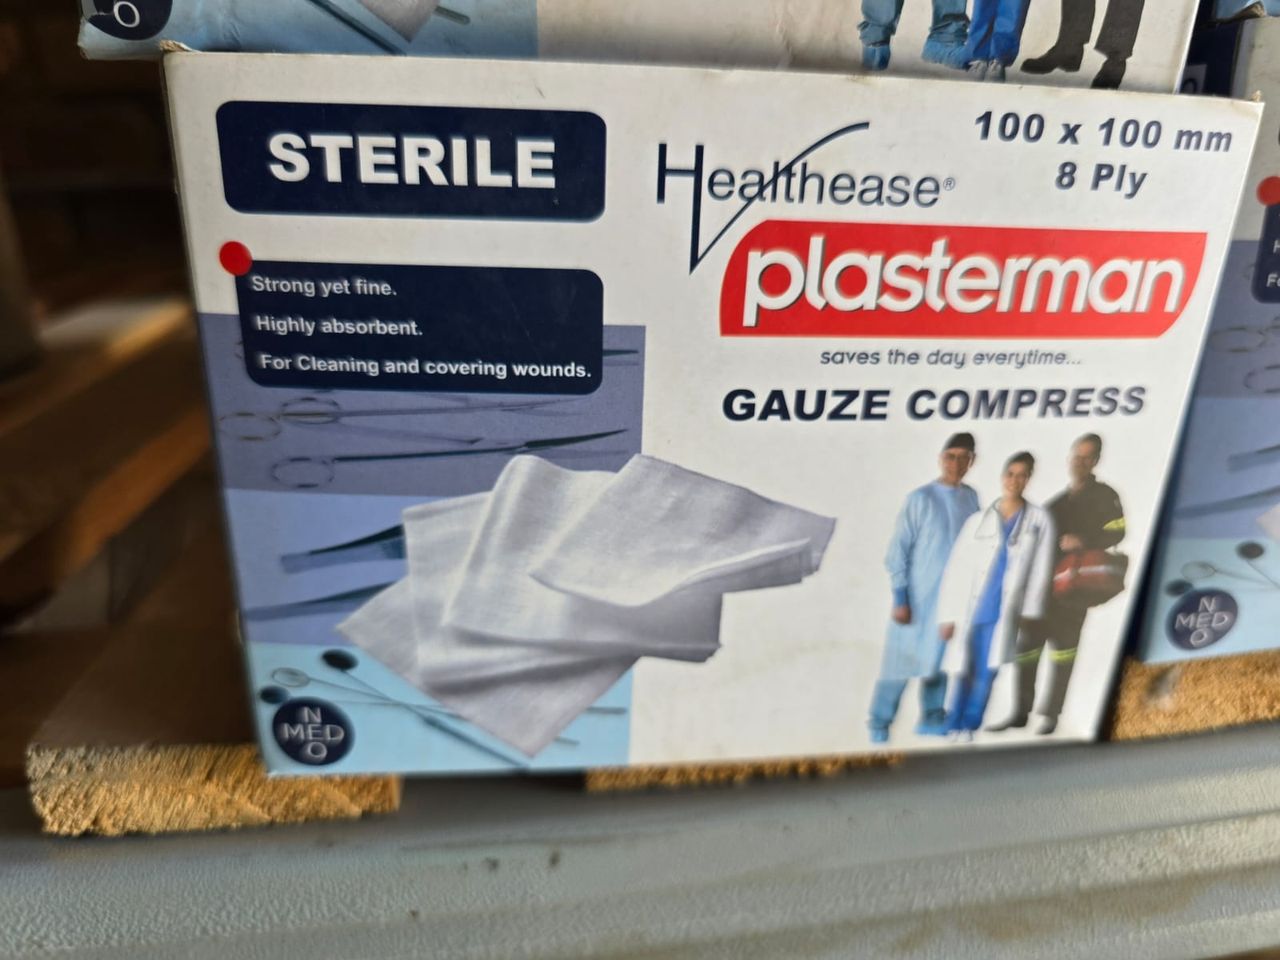 O
STERILE
Healthease®
100 x 100 mm
8 Ply
plasterman
saves the day everytime...
GAUZE COMPRESS
Strong yet fine.
Highly absorbent.
For Cleaning and covering wounds.
N
MED
O
N
MED
O